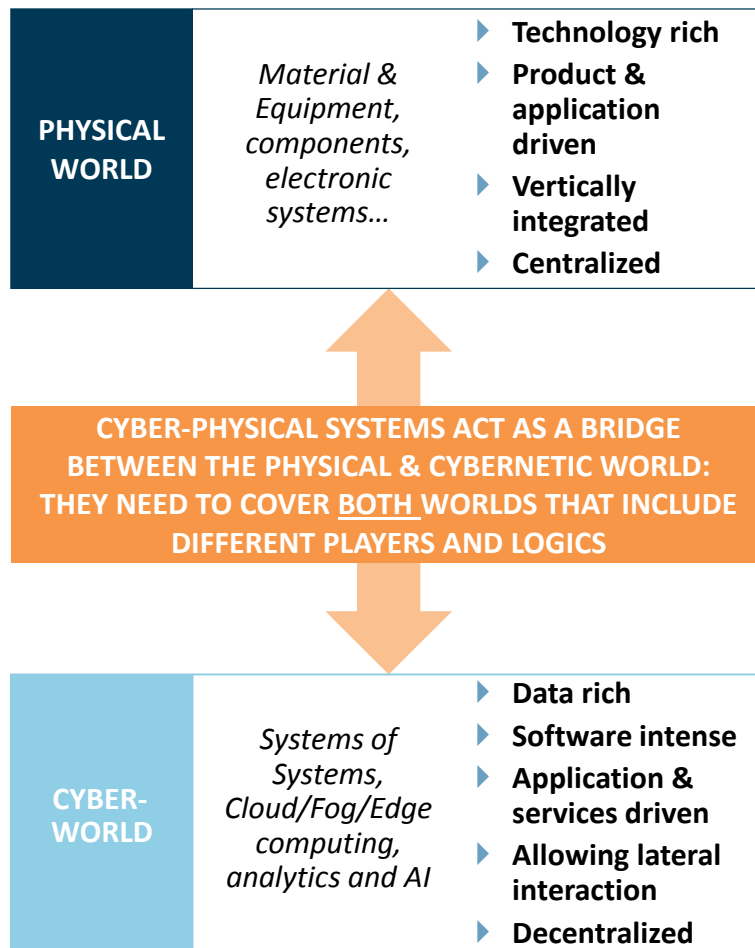 PHYSICAL
WORLD
Material &
Equipment,
components,
electronic
systems…
Technology rich
Product &
application
driven
Vertically
integrated
Centralized
CYBER-PHYSICAL SYSTEMS ACT AS A BRIDGE
BETWEEN THE PHYSICAL & CYBERNETIC WORLD:
THEY NEED TO COVER BOTH WORLDS THAT INCLUDE
DIFFERENT PLAYERS AND LOGICS
CYBER-
WORLD
Systems of
Systems,
Cloud/Fog/Edge
computing,
analytics and AI
Data rich
Software intense
Application &
services driven
Allowing lateral
interaction
Decentralized